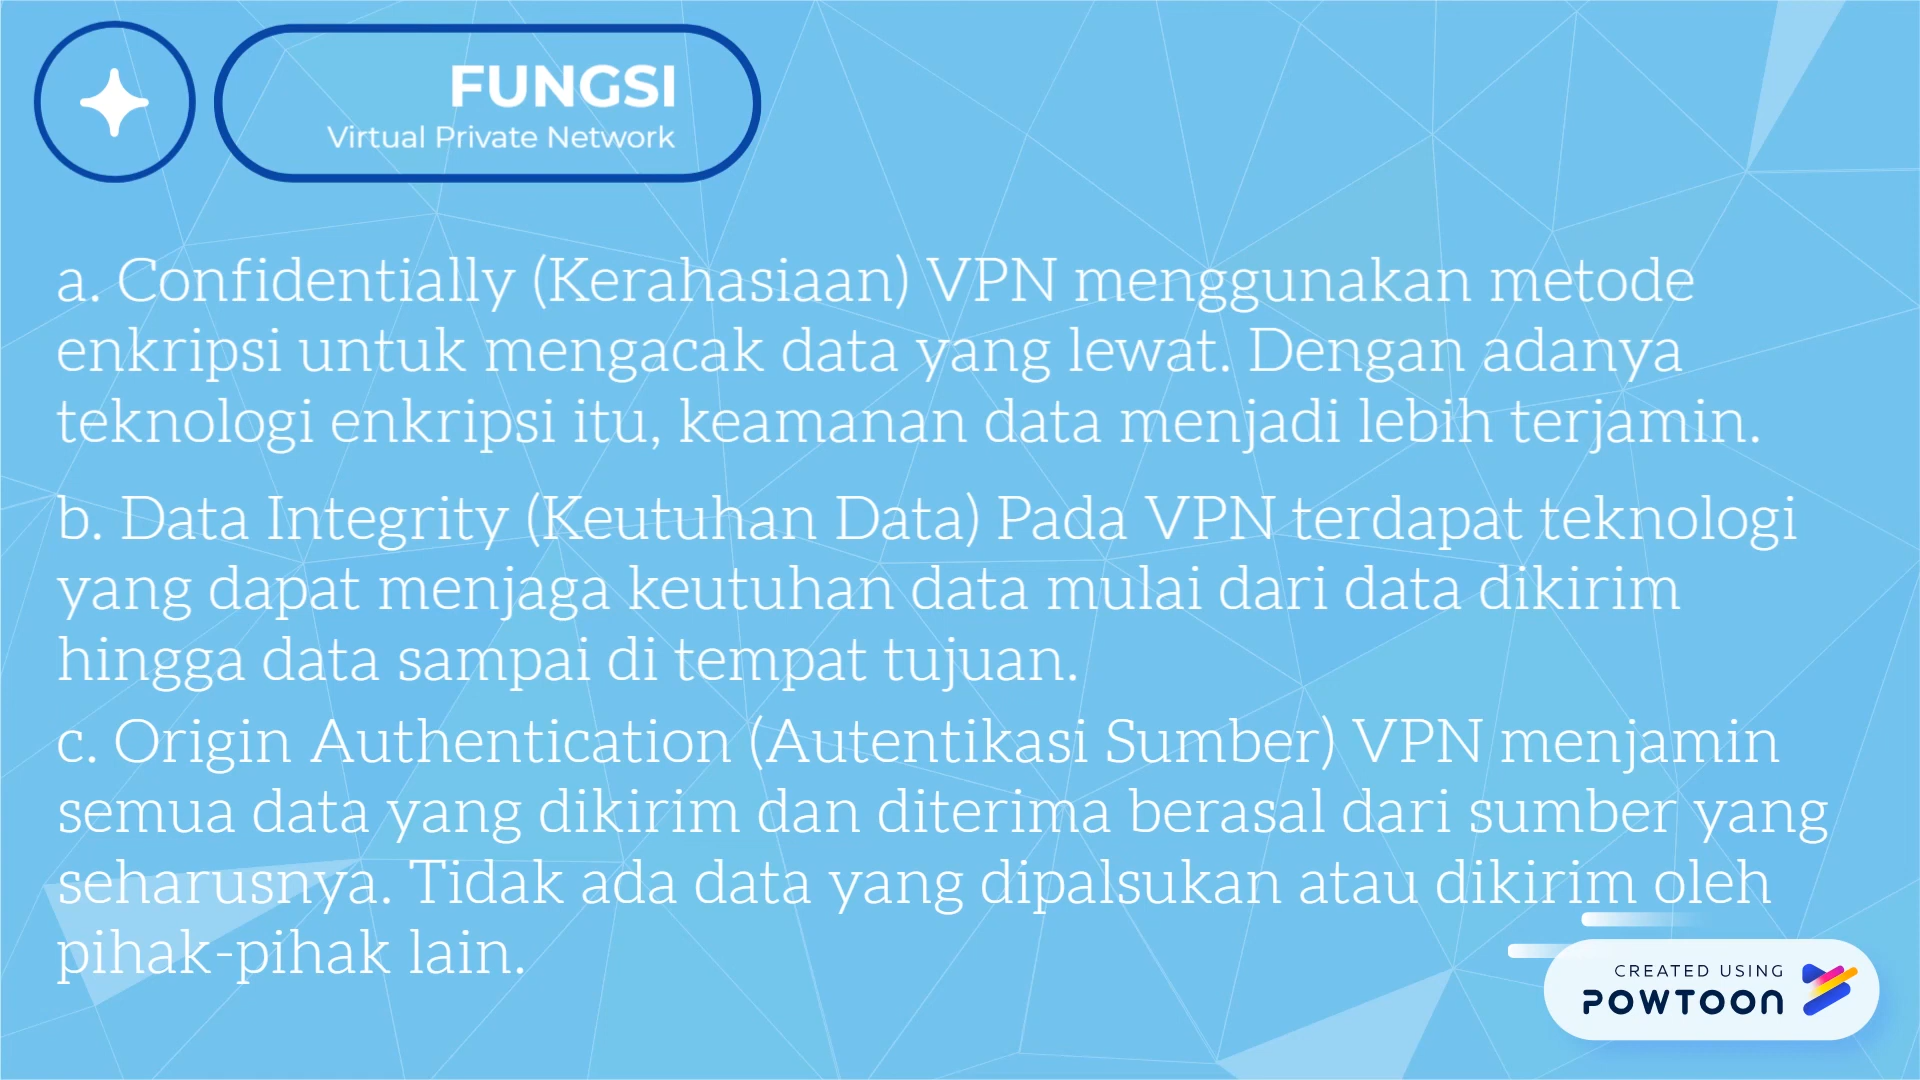 FUNGSI
Virtual Private Network
a. Confidentially (Kerahasiaan) VPN menggunakan metode
enkripsi untuk mengacak data yang lewat. Dengan adanya
teknologi enkripsi itu, keamanan data menjadi lebih terjamin.
b. Data Integrity (Keutuhan Data) Pada VPN terdapat teknologi
yang dapat menjaga keutuhan data mulai dari data dikirim
hingga data sampai di tempat tujuan.
c. Origin Authentication (Autentikasi Sumber) VPN menjamin
semua data yang dikirim dan diterima berasal dari sumber yang
seharusnya. Tidak ada data yang dipalsukan atau dikirim oleh
pihak-pihak lain.
CREATED USING
POWTOON